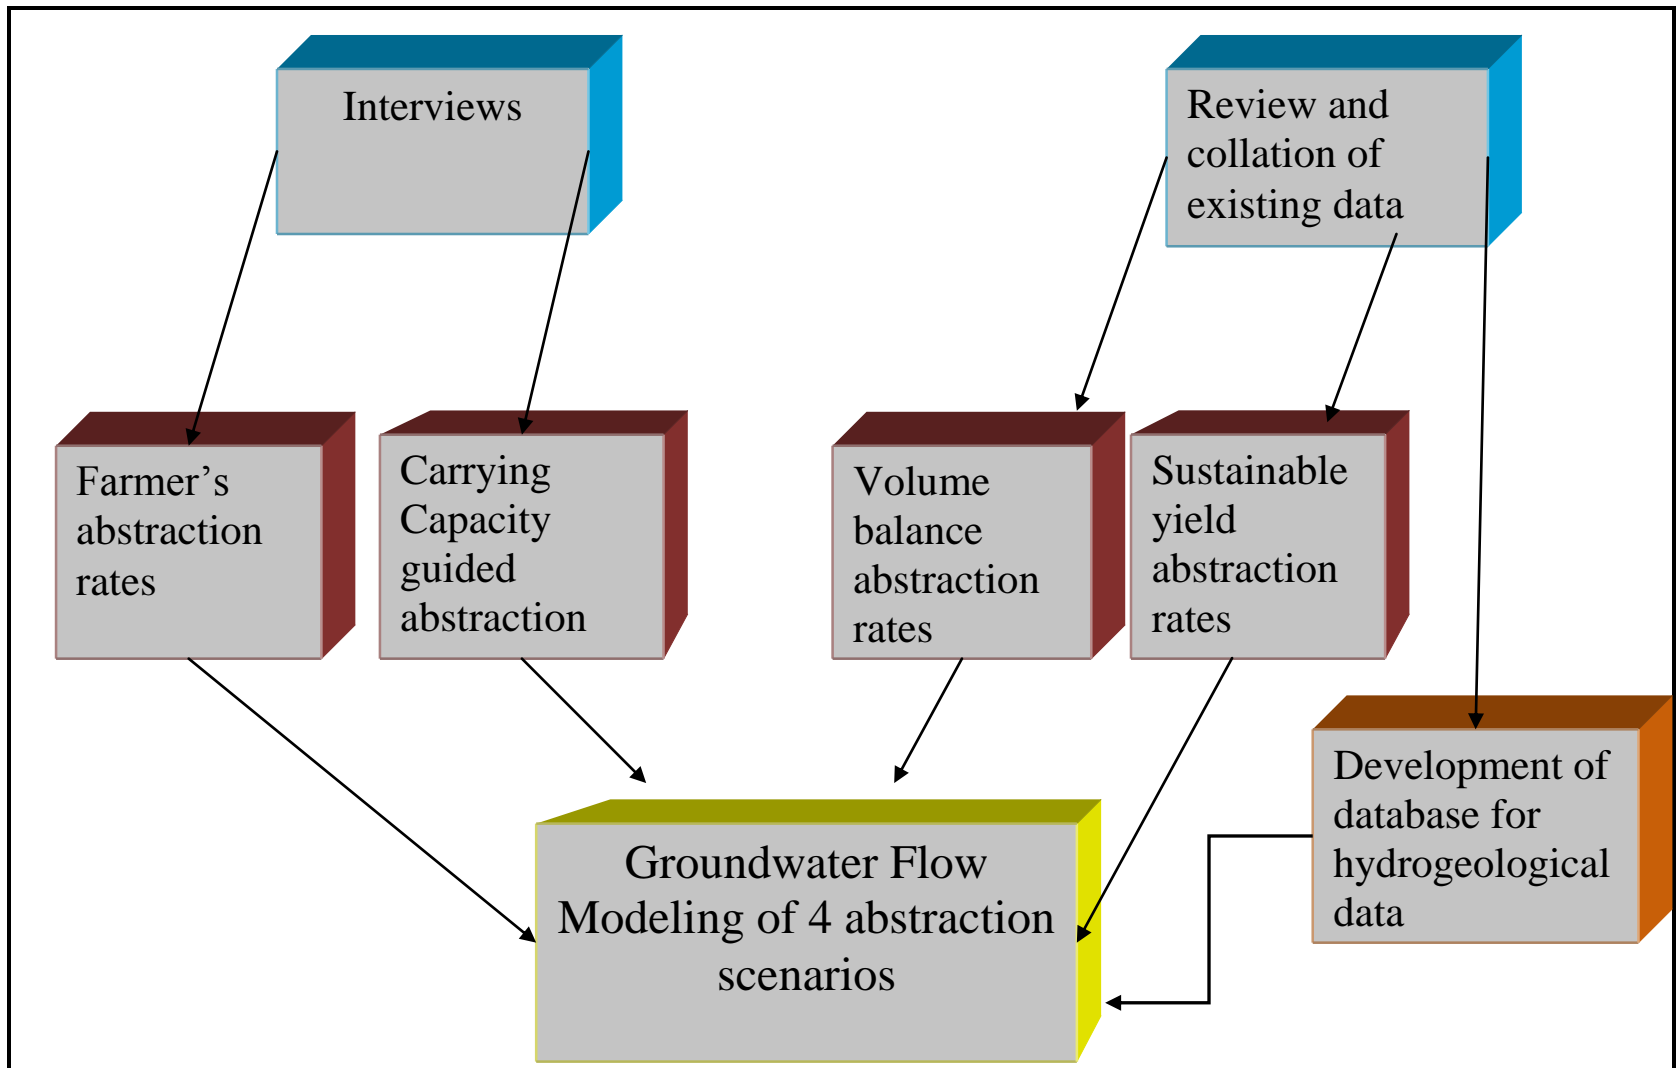 Interviews
Review and
collation of
existing data
Farmer’s
abstraction
rates
Carrying
Capacity
guided
abstraction
Volume
balance
abstraction
rates
Sustainable
yield
abstraction
rates
Development of
database for
hydrogeological
data
Groundwater Flow
Modeling of 4 abstraction
scenarios